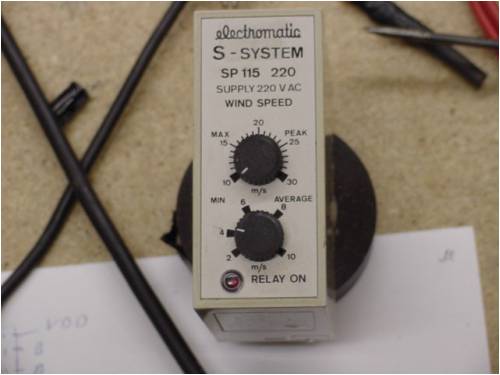 electromatic
S - SYSTEM
SP 115 220
SUPPLY 220 V AC
WIND SPEED
20
MAX PEAK
15 25
10 30
m/s
MIN AVERAGE
6 8
4
2 10
m/s
RELAY ON